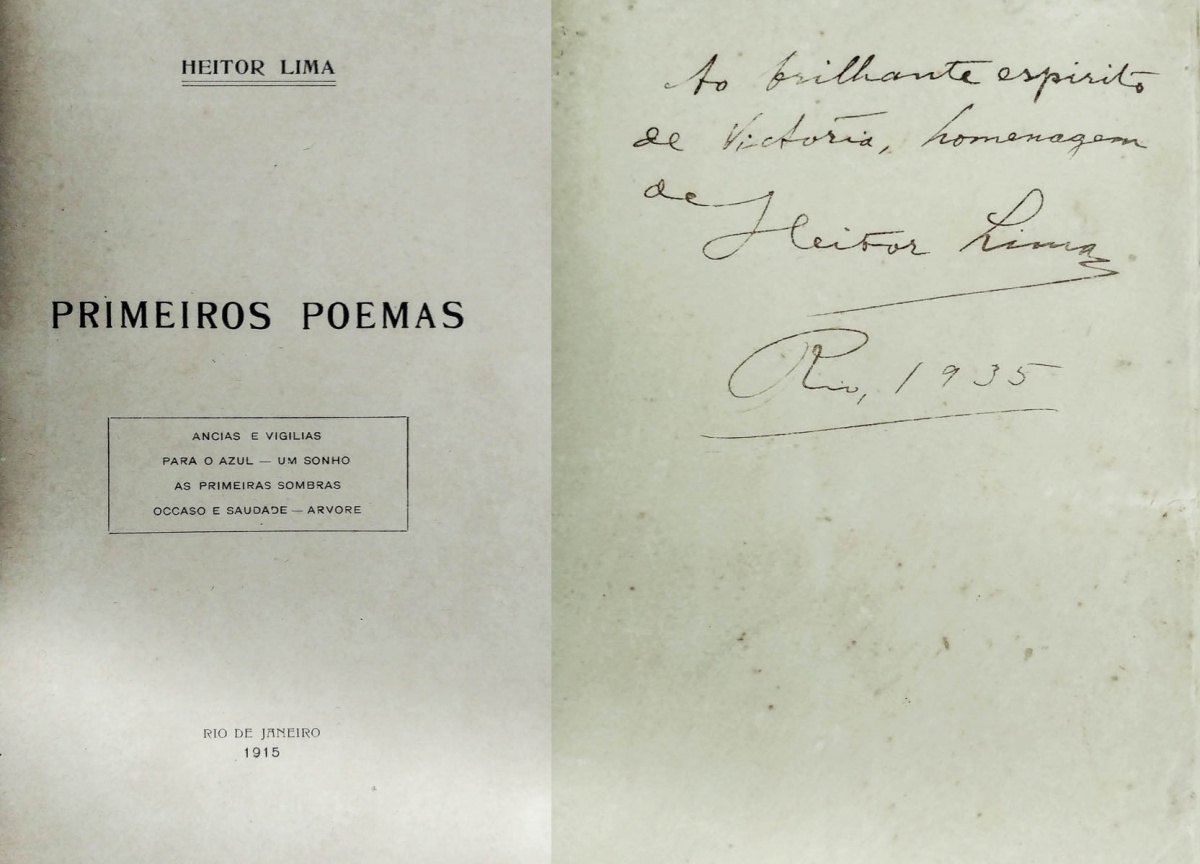 HEITOR LIMA
PRIMEIROS POEMAS
ANCIAS E VIGILIAS
PARA O AZUL — UM SONHO
AS PRIMEIRAS SOMBRAS
OCCASO E SAUDADE — ARVORE
RIO DE JANEIRO
1915
Ao brilhante espirito
de Victoria, homenagem
de
Heitor Lima
Rio, 1935